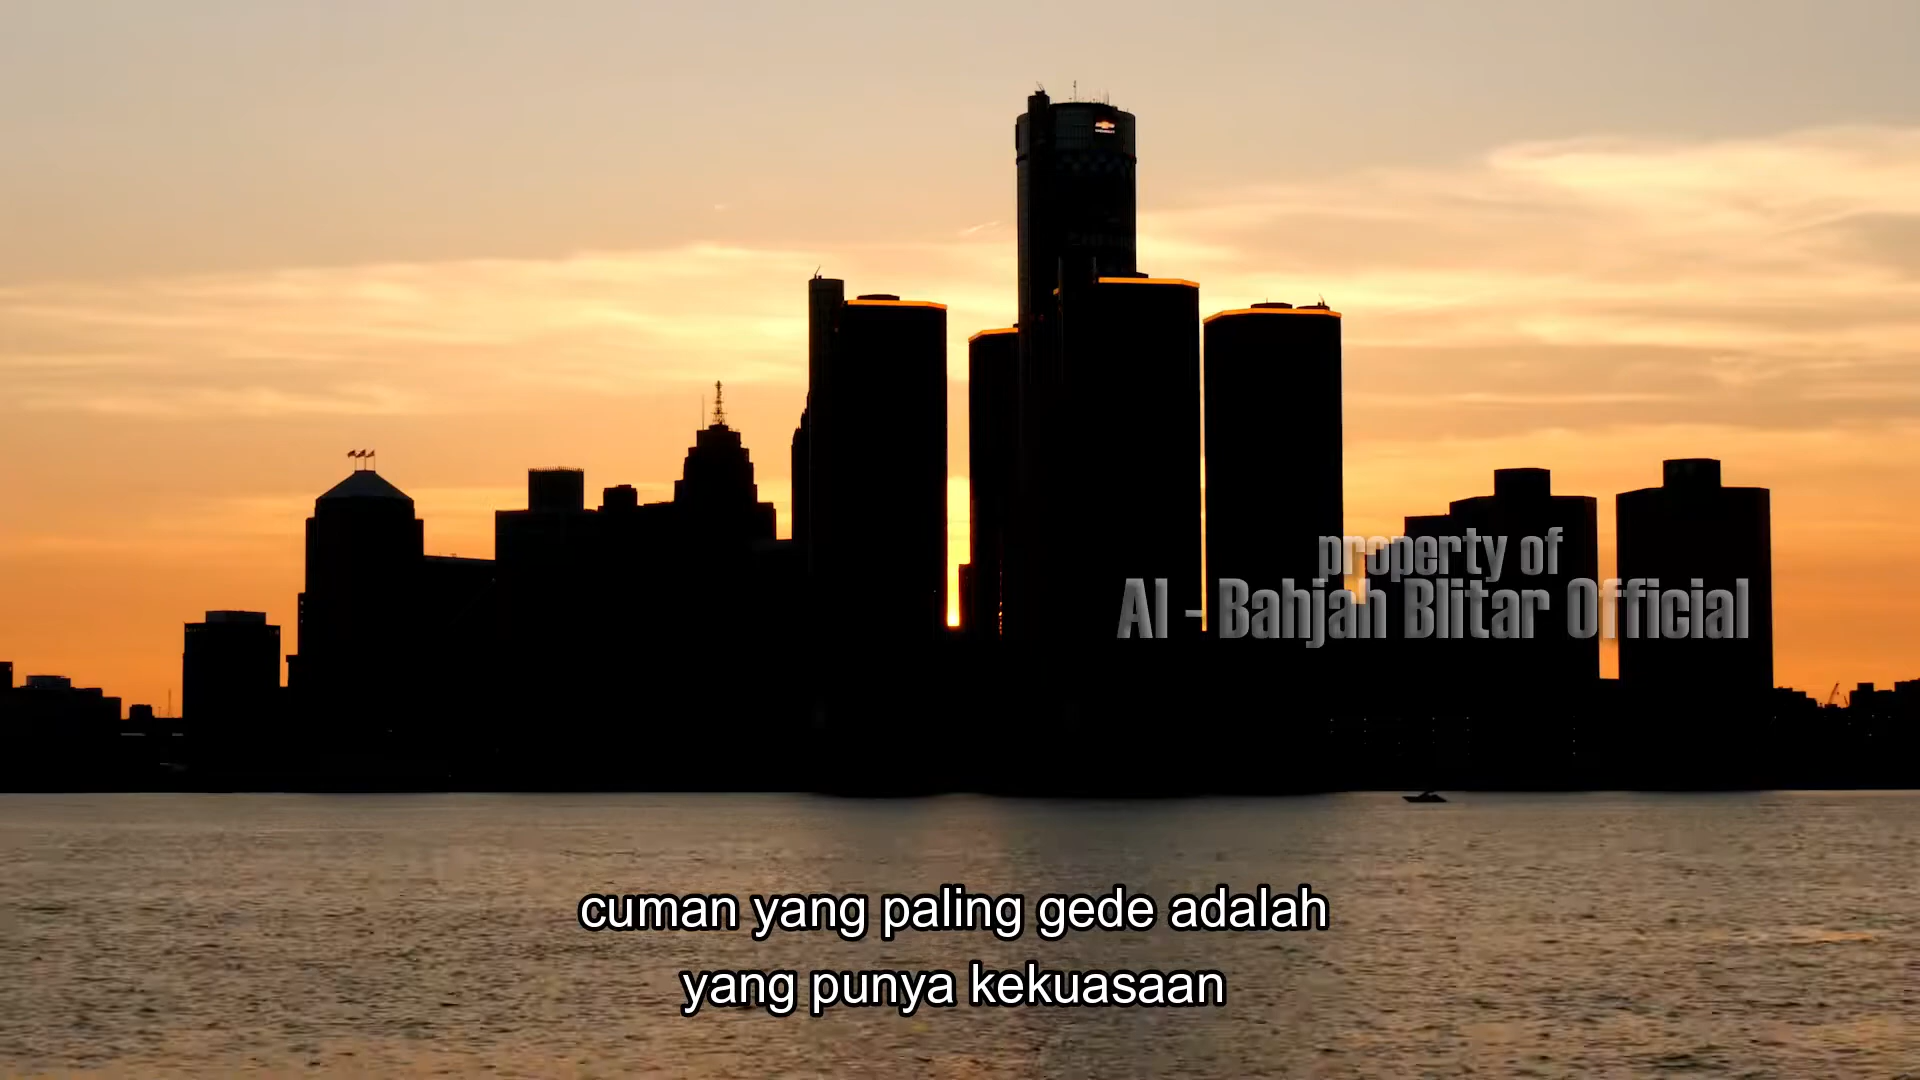 property of
Al - Bahjah Blitar Official
cuman yang paling gede adalah
yang punya kekuasaan